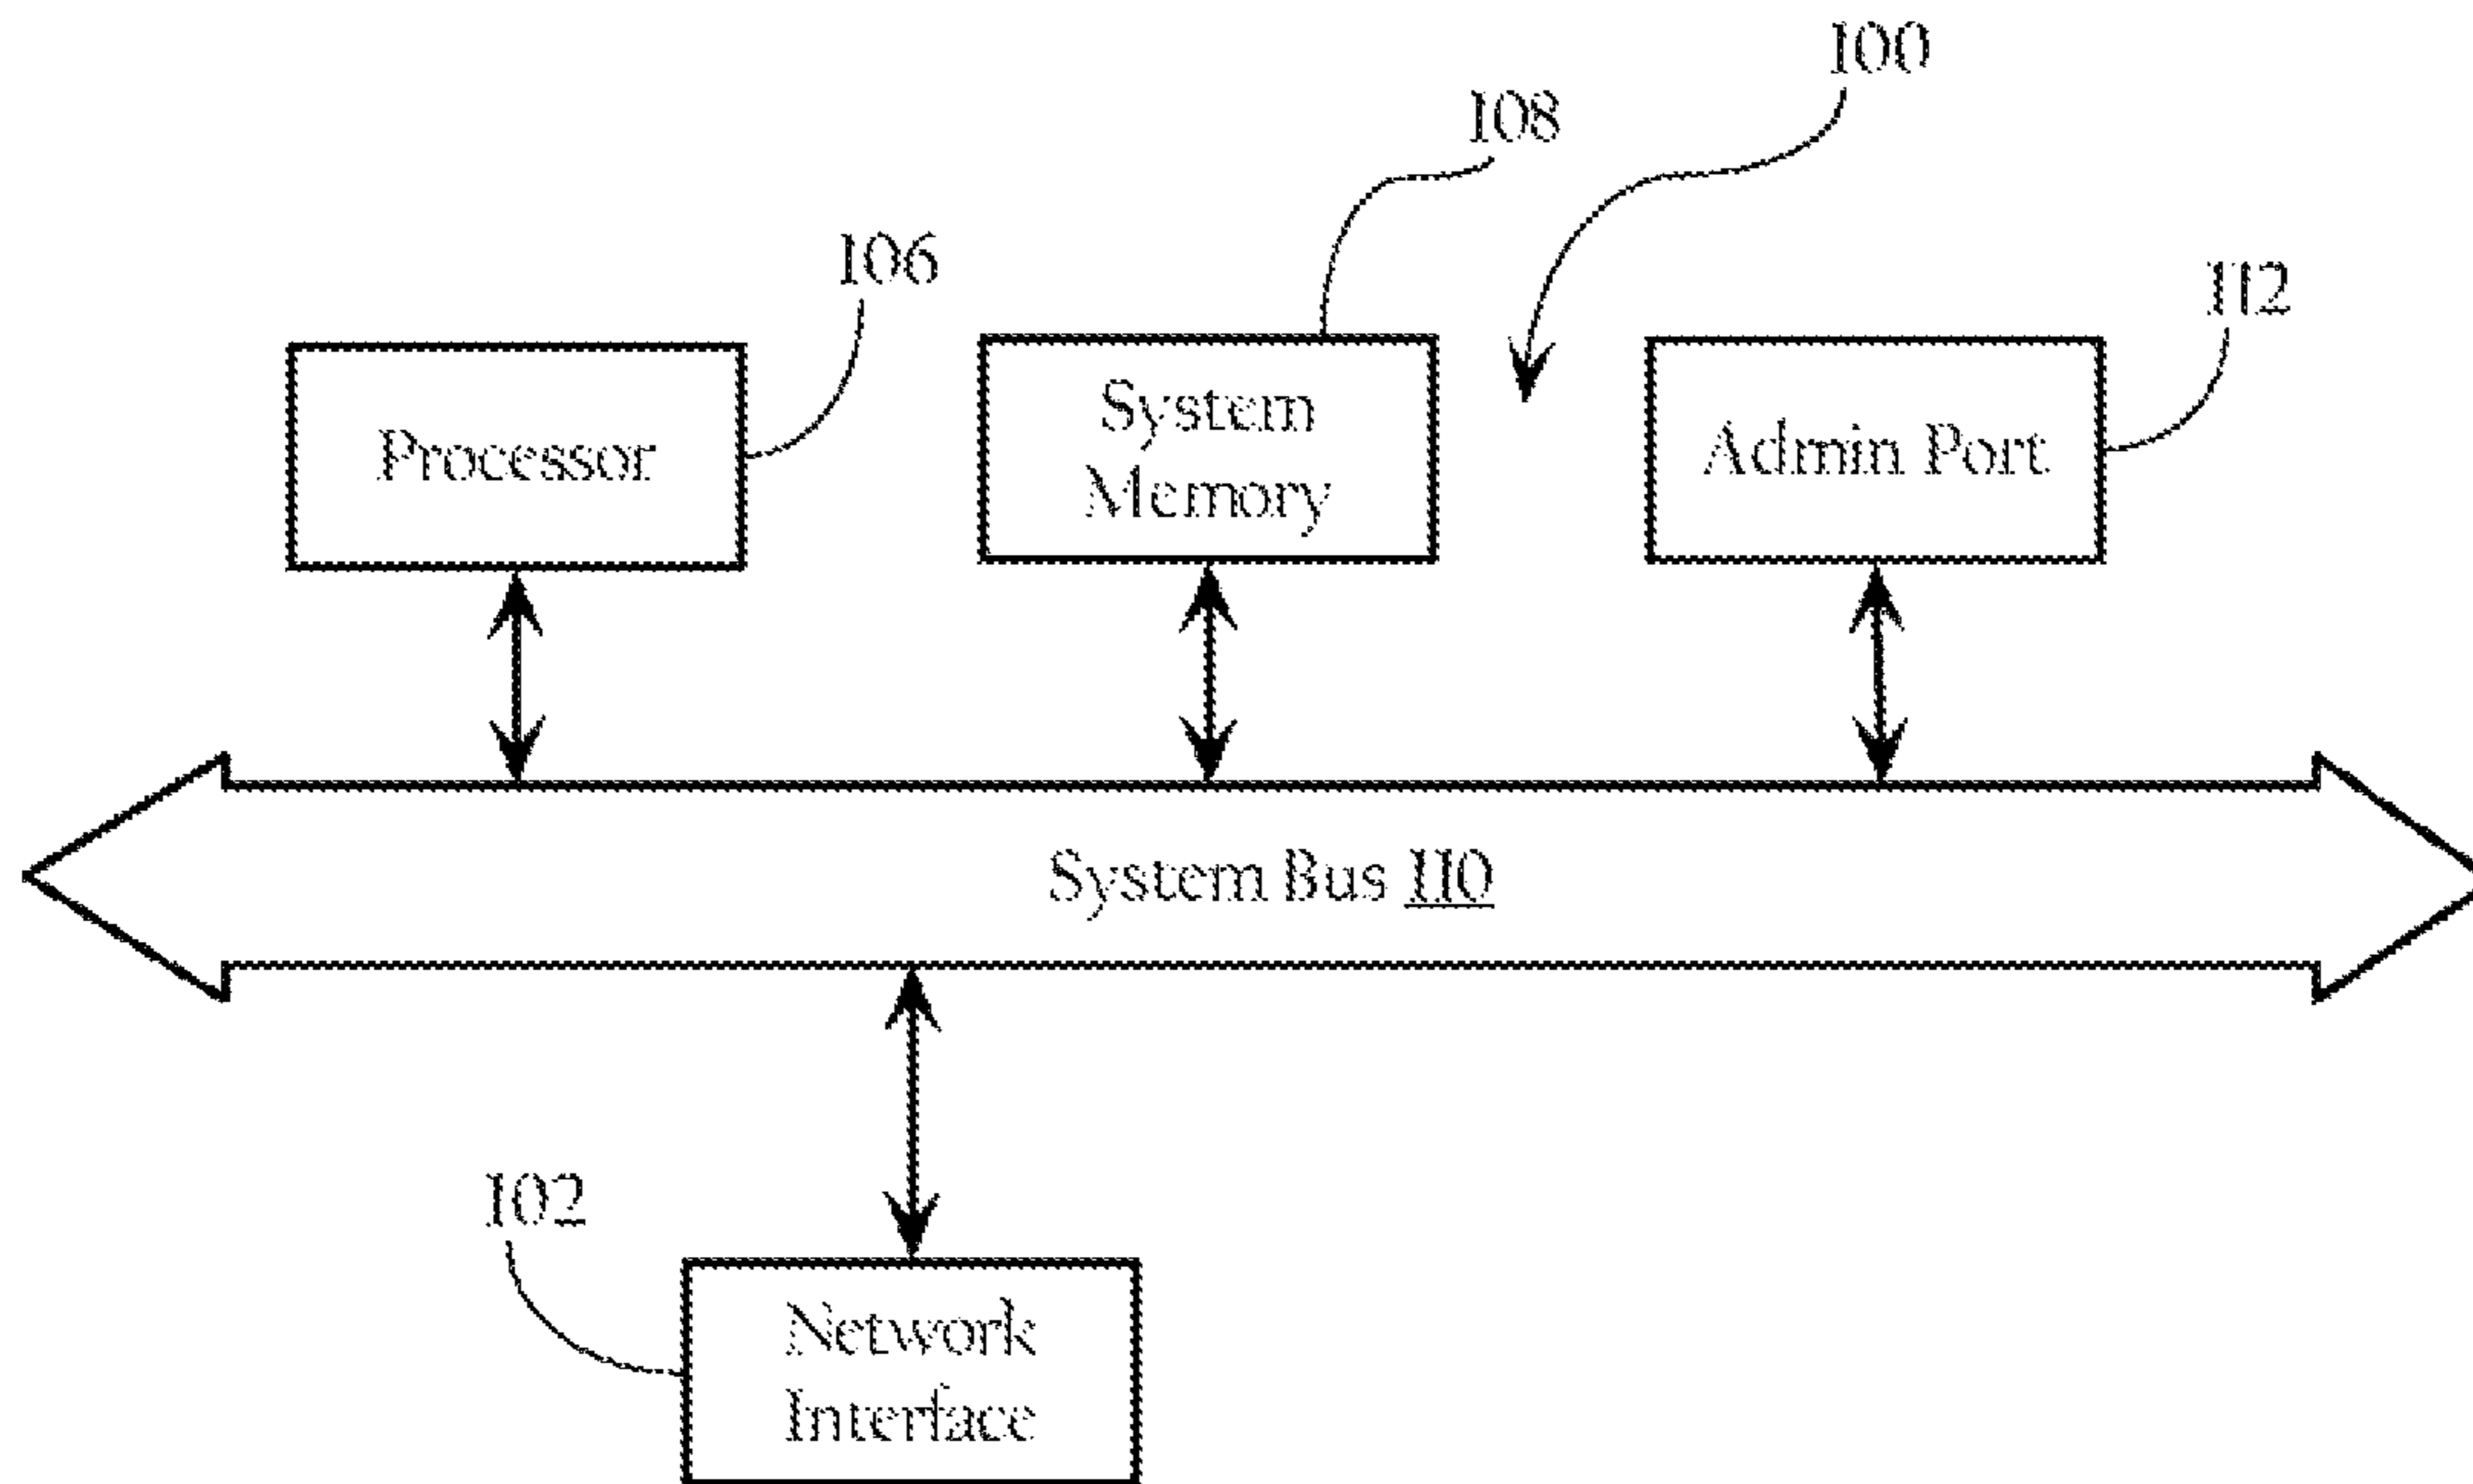 100
108
106
112
Processor
System
Memory
Admin Port
System Bus 110
102
Network
Interface